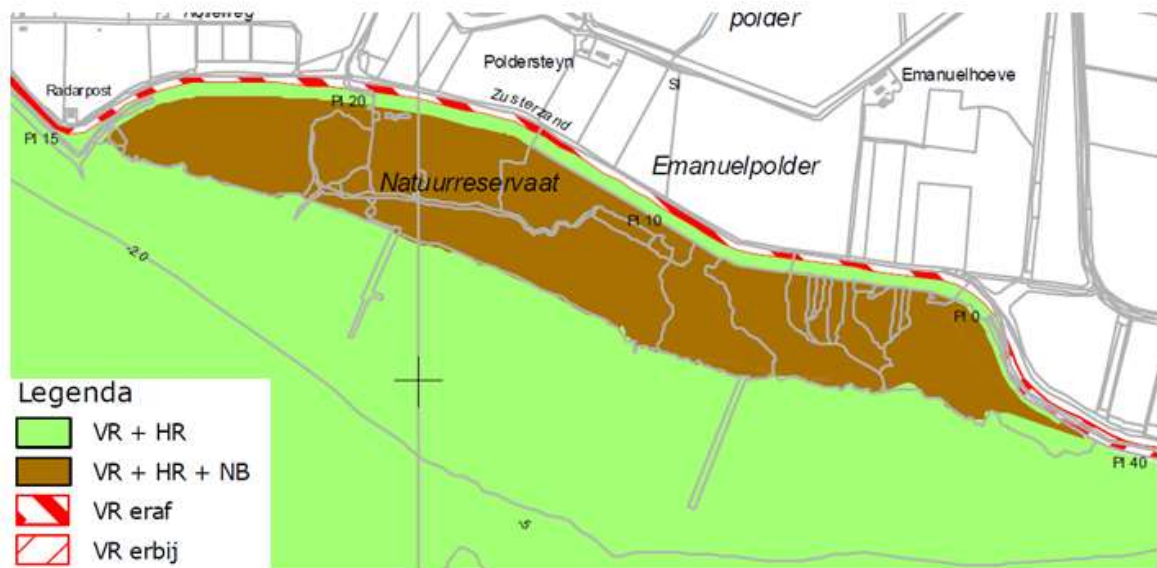 polder
Poldersteyn
Emanuelhoeve
Sl
Radarpost
Pl 20
Zusterzand
Pl 15
Emanuelpolder
Natuurreservaat
Pl 10
-2.0
Pl 0
Legenda
VR + HR
VR + HR + NB
VR eraf
VR erbij
Pl 40
-5